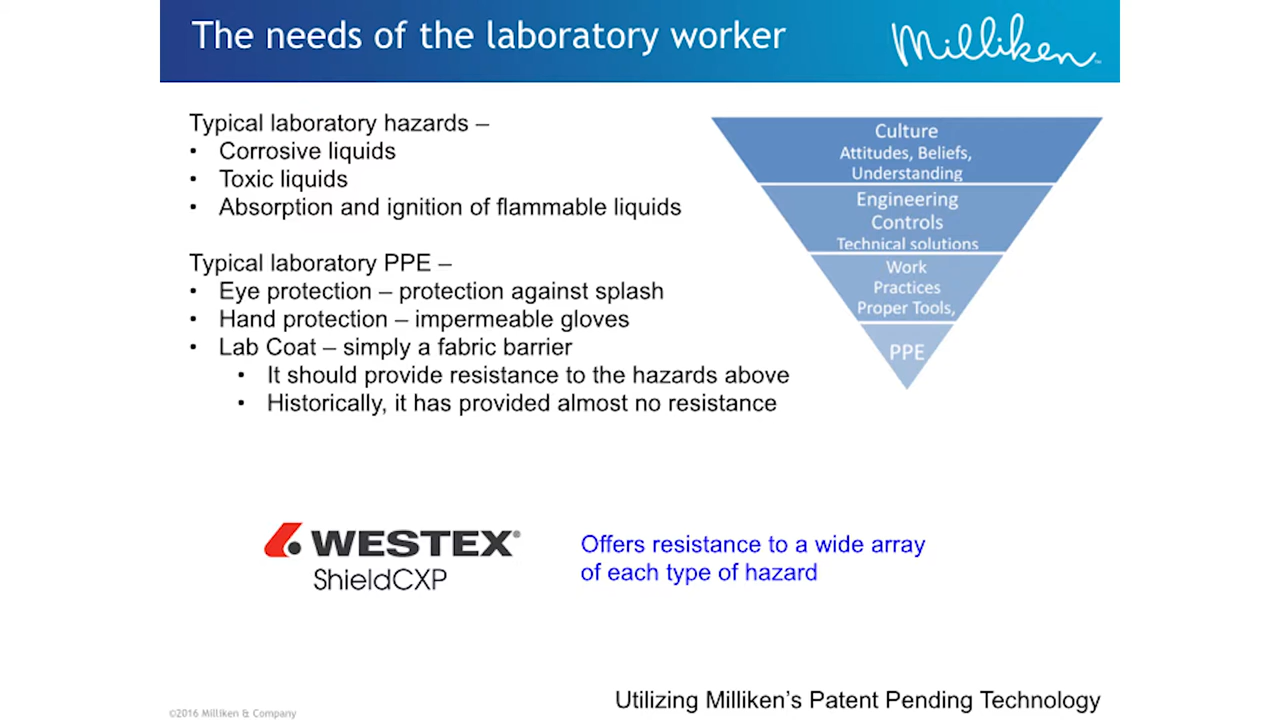 The needs of the laboratory worker
Milliken™
Typical laboratory hazards –
• Corrosive liquids
• Toxic liquids
• Absorption and ignition of flammable liquids
Typical laboratory PPE –
• Eye protection – protection against splash
• Hand protection – impermeable gloves
• Lab Coat – simply a fabric barrier
• It should provide resistance to the hazards above
• Historically, it has provided almost no resistance
Culture
Attitudes, Beliefs,
Understanding
Engineering
Controls
Technical solutions
Work
Practices
Proper Tools,
PPE
WESTEX®
ShieldCXP
Offers resistance to a wide array
of each type of hazard
Utilizing Milliken's Patent Pending Technology
©2016 Milliken & Company